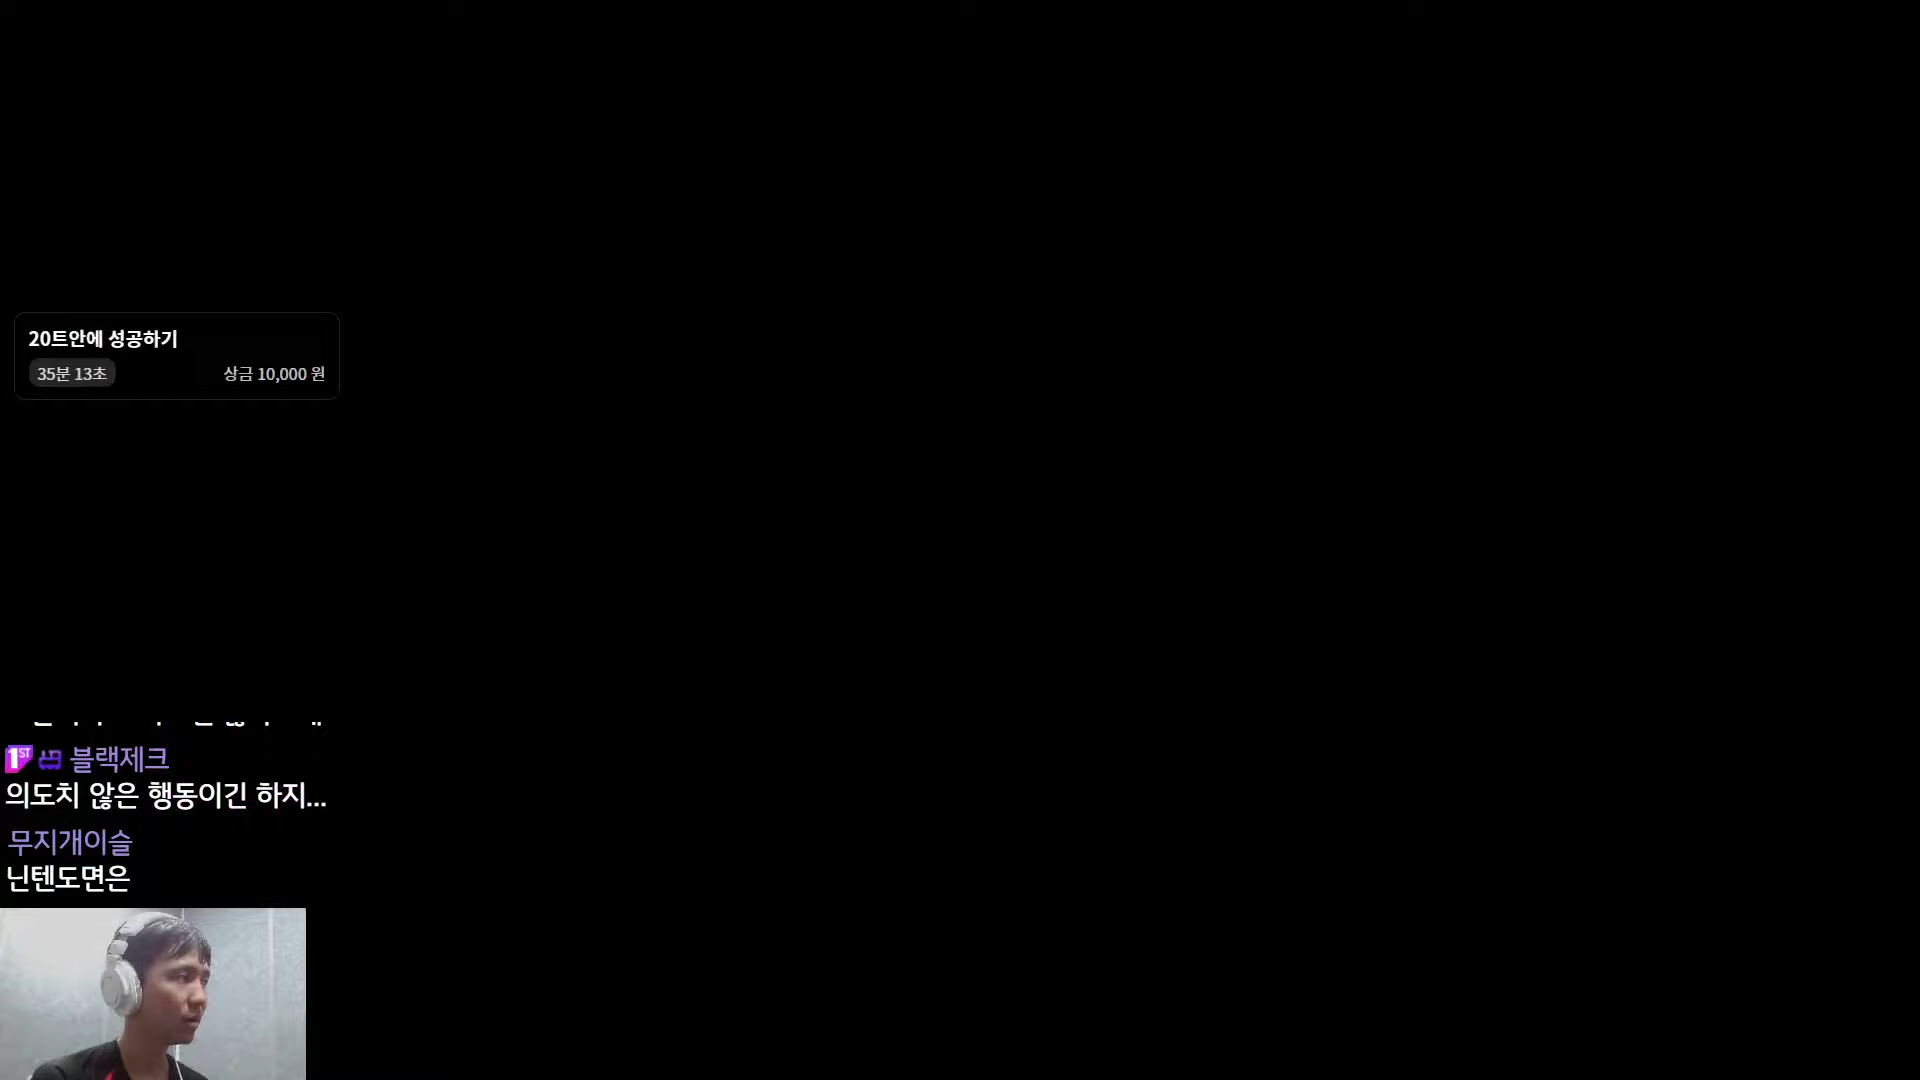 20트안에 성공하기
35분 13초
상금 10,000 원
1ST 블랙제크
의도치 않은 행동이긴 하지...
무지개이슬
닌텐도면은